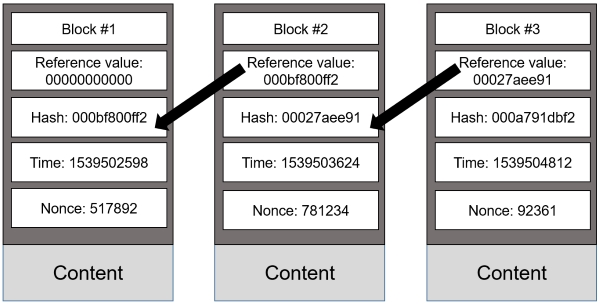 Block #1
Reference value:
00000000000
Hash: 000bf800ff2
Time: 1539502598
Nonce: 517892
Content
Block #2
Reference value:
000bf800ff2
Hash: 00027aee91
Time: 1539503624
Nonce: 781234
Content
Block #3
Reference value:
00027aee91
Hash: 000a791dbf2
Time: 1539504812
Nonce: 92361
Content